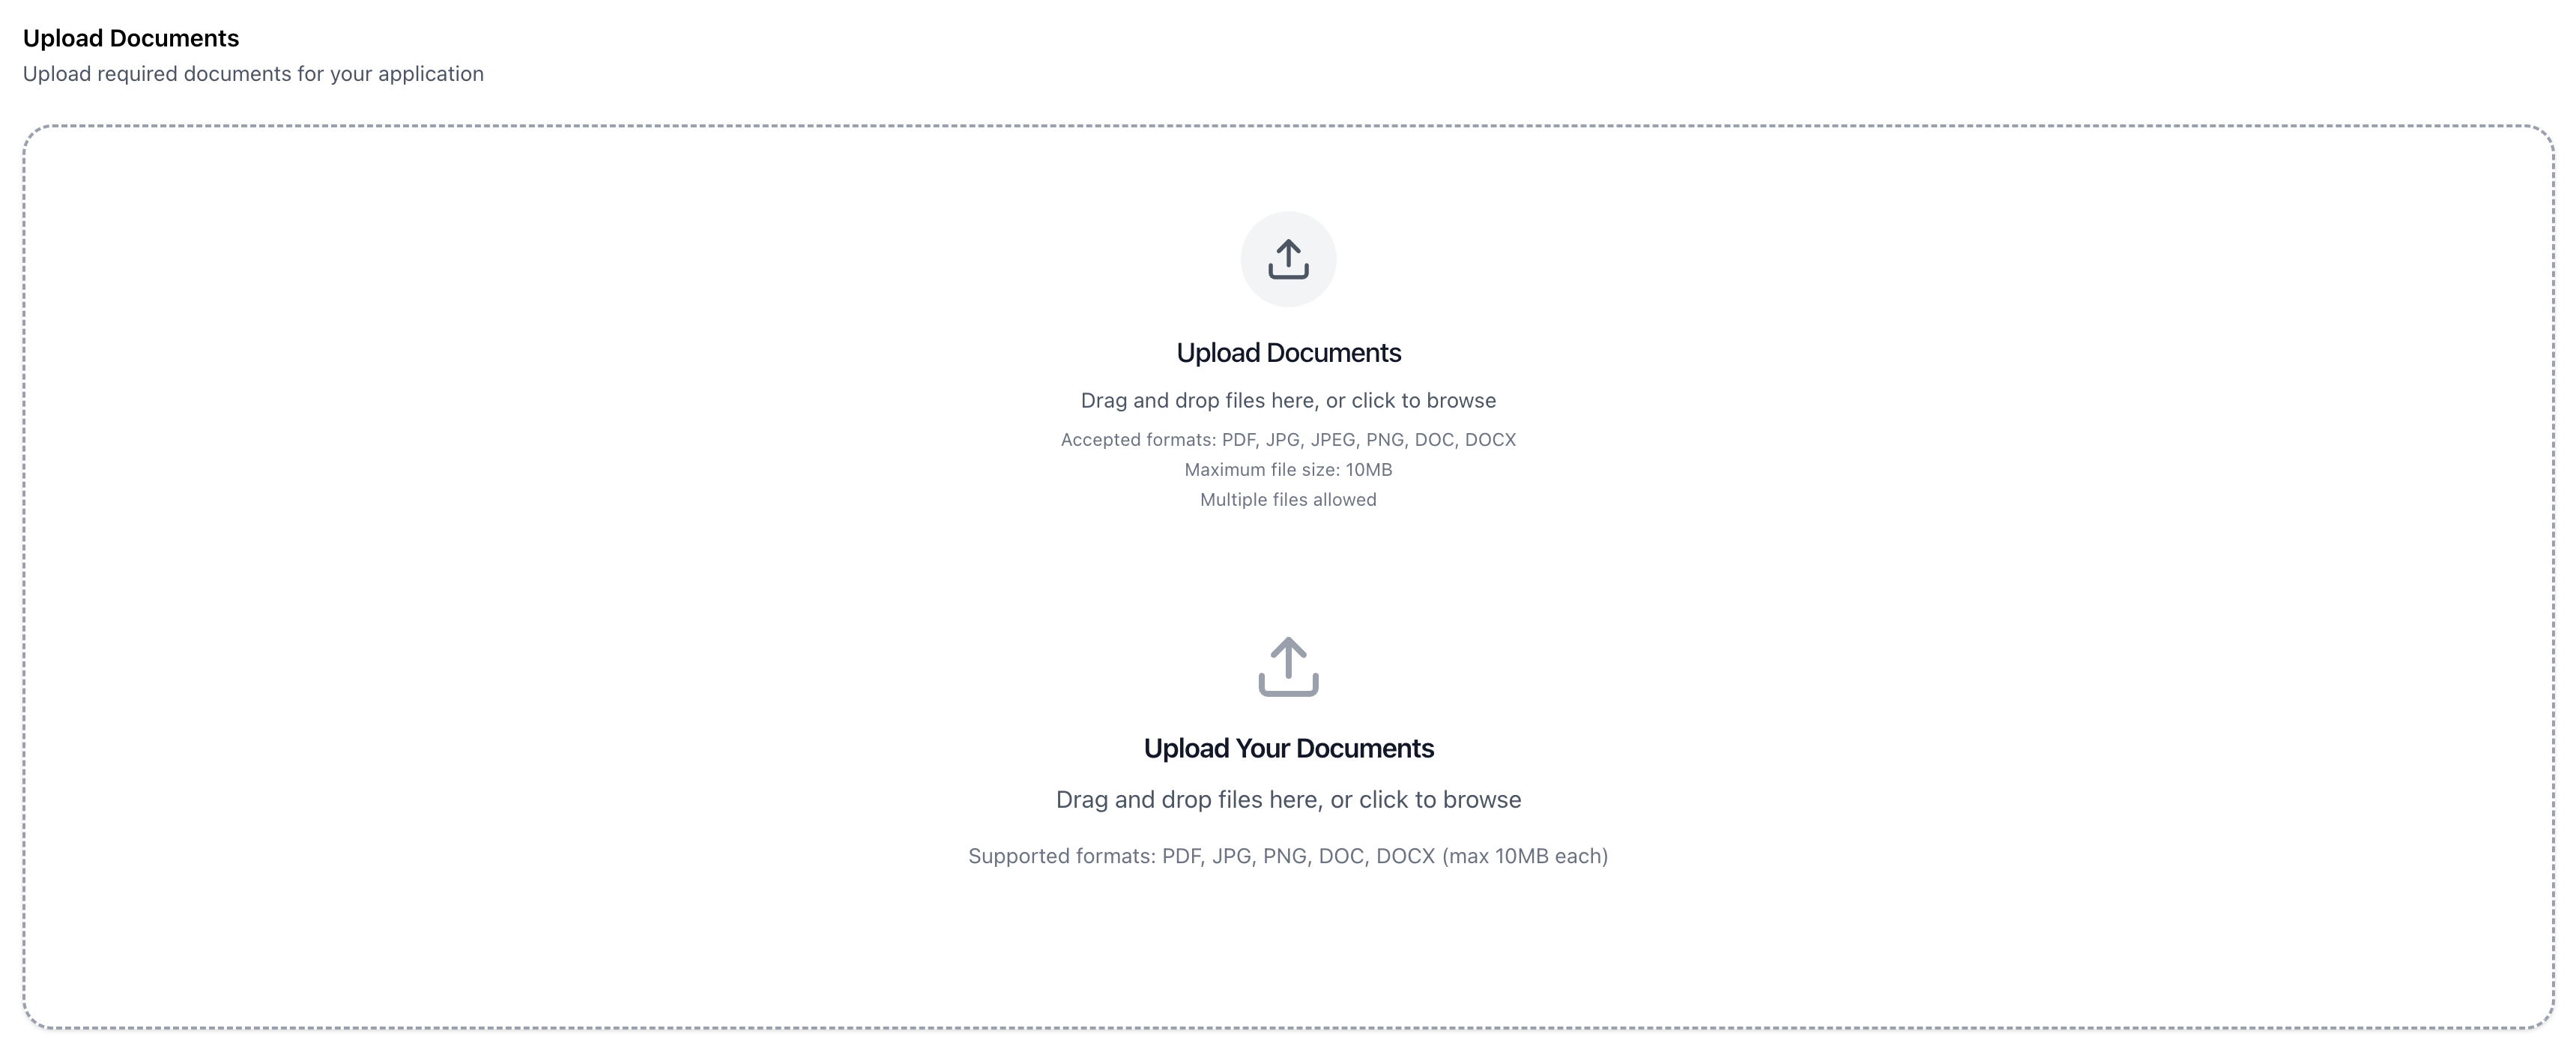 Upload Documents
Upload required documents for your application
Upload Documents
Drag and drop files here, or click to browse
Accepted formats: PDF, JPG, JPEG, PNG, DOC, DOCX
Maximum file size: 10MB
Multiple files allowed
Upload Your Documents
Drag and drop files here, or click to browse
Supported formats: PDF, JPG, PNG, DOC, DOCX (max 10MB each)